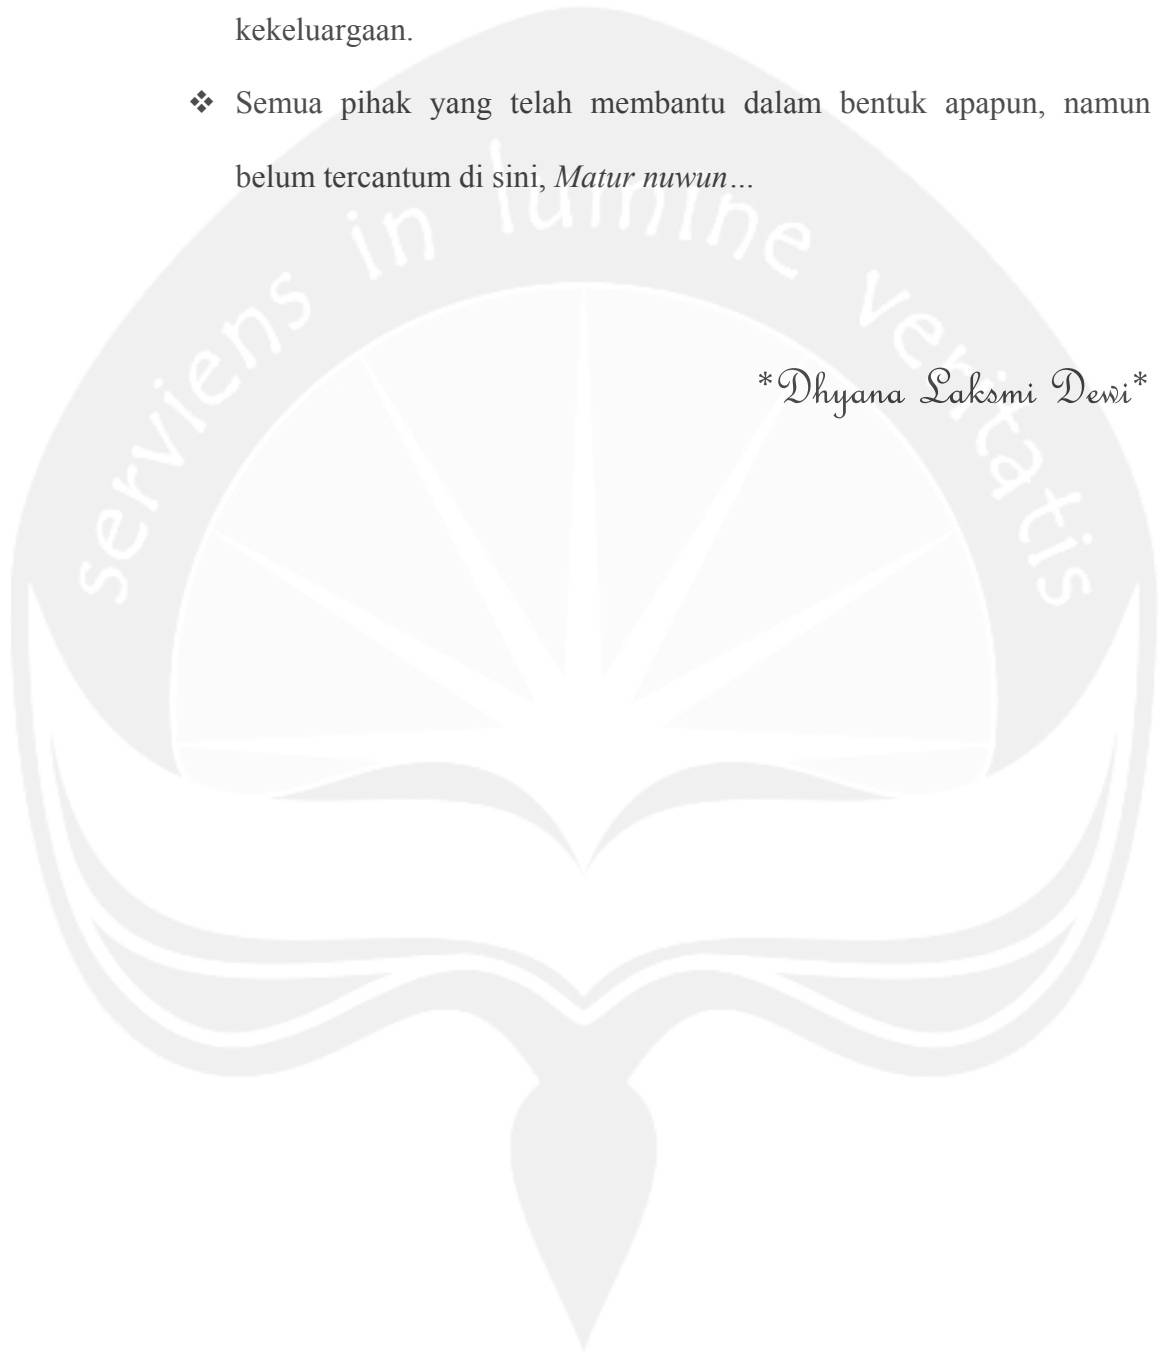 kekeluargaan.
❖ Semua pihak yang telah membantu dalam bentuk apapun, namun
belum tercantum di sini, Matur nuwun...
serviens in lumine veritatis
*Dhyana Laksmi Dewi*